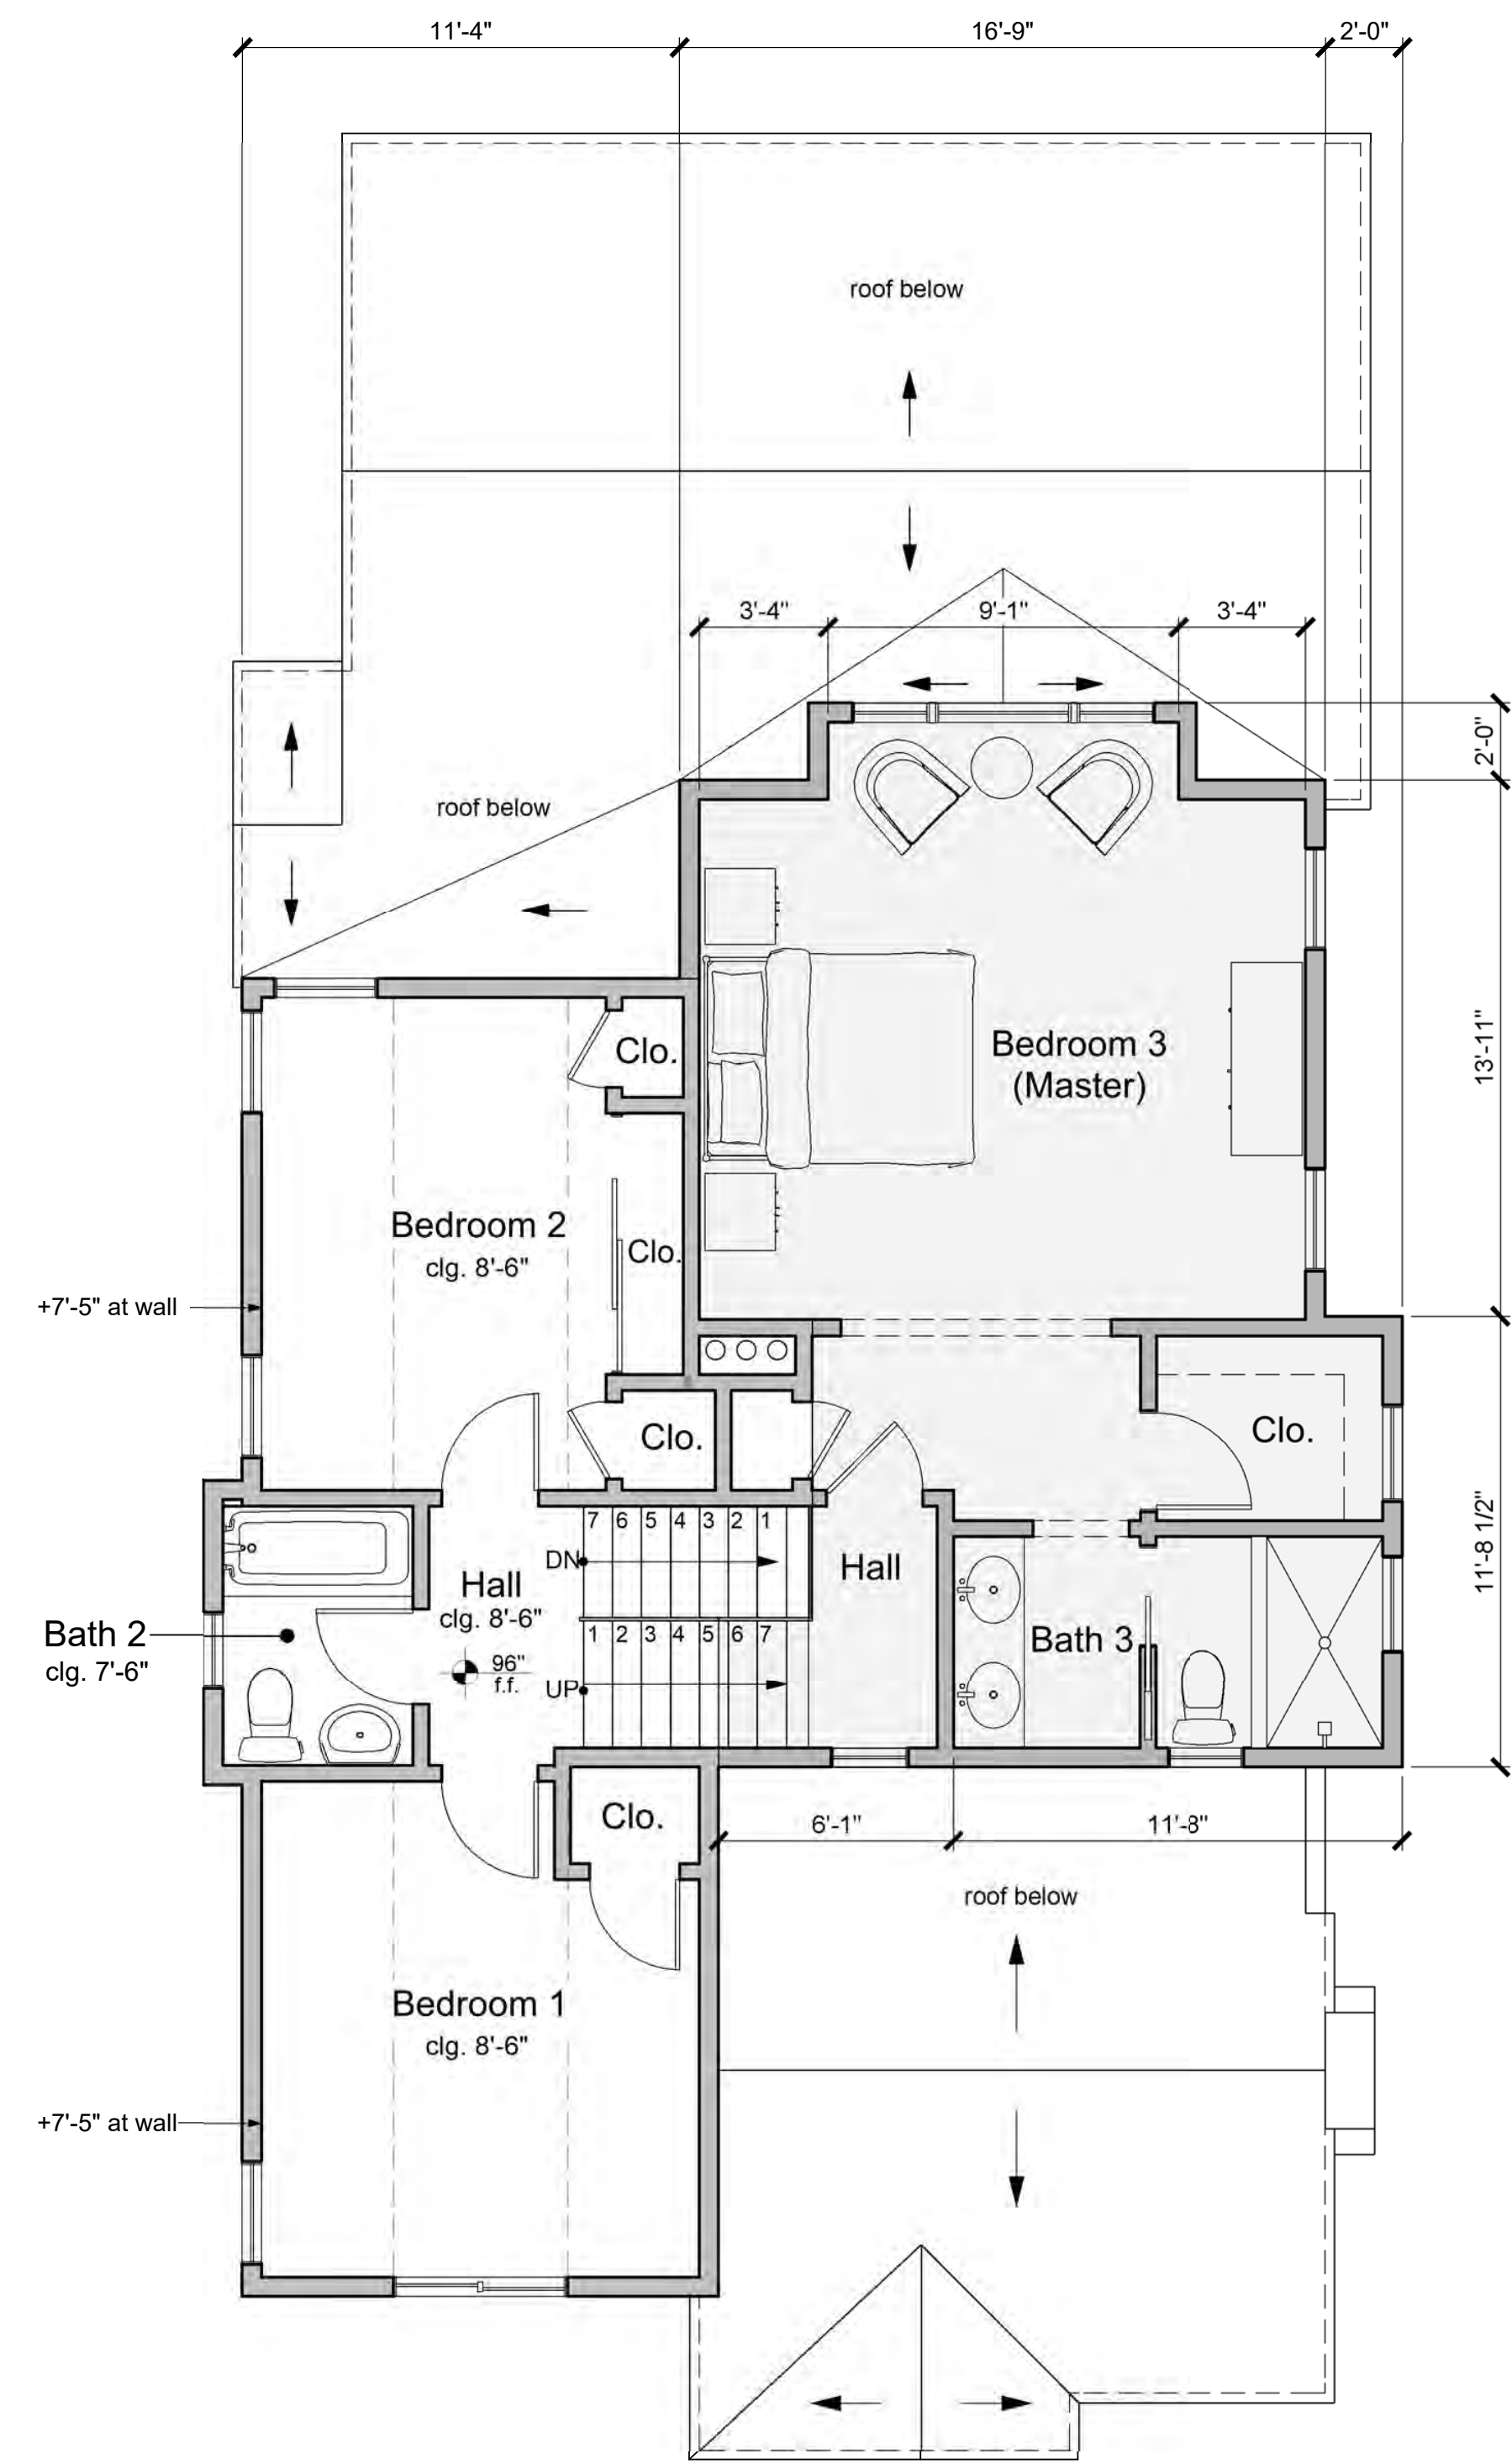 11'-4"
16'-9"
2'-0"
roof below
3'-4"
9'-1"
3'-4"
2'-0"
roof below
Clo.
Bedroom 3
(Master)
13'-11"
Bedroom 2
clg. 8'-6"
Clo.
+7'-5" at wall
Clo.
Clo.
7 6 5 4 3 2 1
DN
Hall
clg. 8'-6"
Hall
11'-8 1/2"
Bath 2
clg. 7'-6"
1 2 3 4 5 6 7
Bath 3
96"
f.f.
UP
Clo.
6'-1"
11'-8"
roof below
Bedroom 1
clg. 8'-6"
+7'-5" at wall